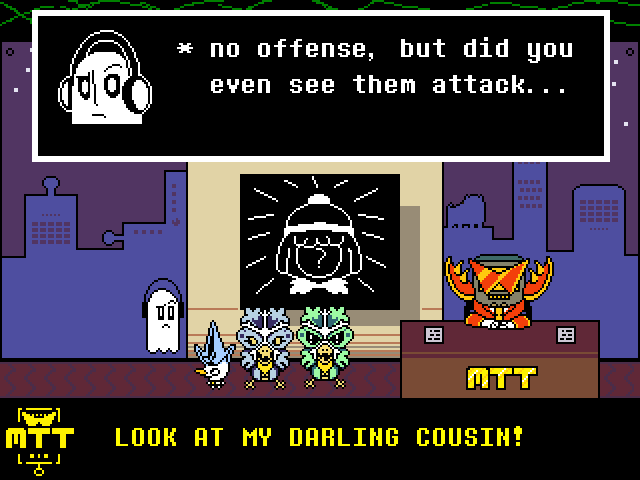 * no offense, but did you
even see them attack...
?
MTT
MTT
LOOK AT MY DARLING COUSIN!